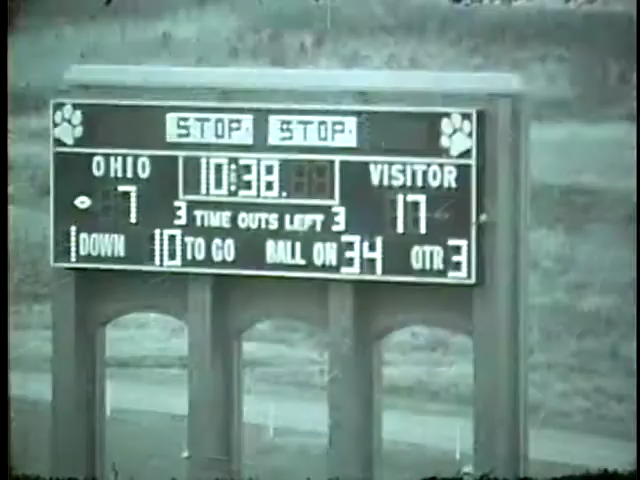 STOP. STOP.
OHIO 10:38. VISITOR
7 3 TIME OUTS LEFT 3 17
1 DOWN 10 TO GO BALL ON 34 QTR 3